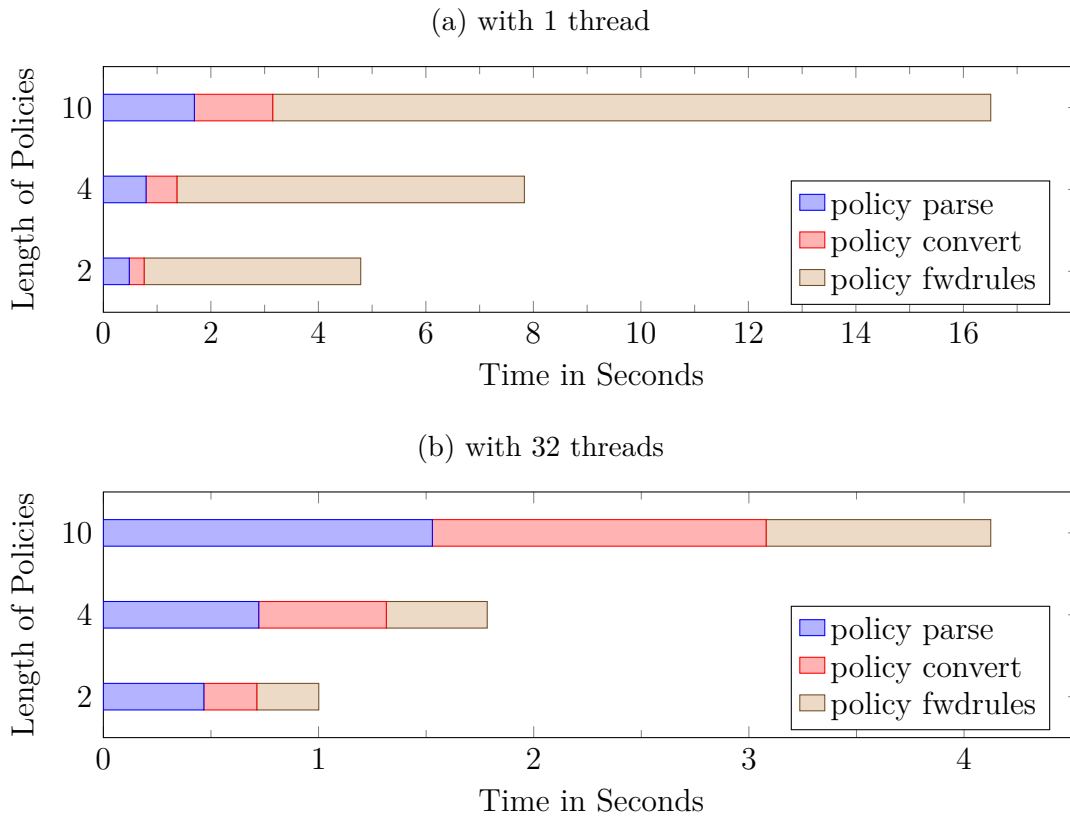 (a) with 1 thread
Length of Policies
10
4
2
policy parse
policy convert
policy fwdrules
0 2 4 6 8 10 12 14 16
Time in Seconds
(b) with 32 threads
Length of Policies
10
4
2
policy parse
policy convert
policy fwdrules
0 1 2 3 4
Time in Seconds